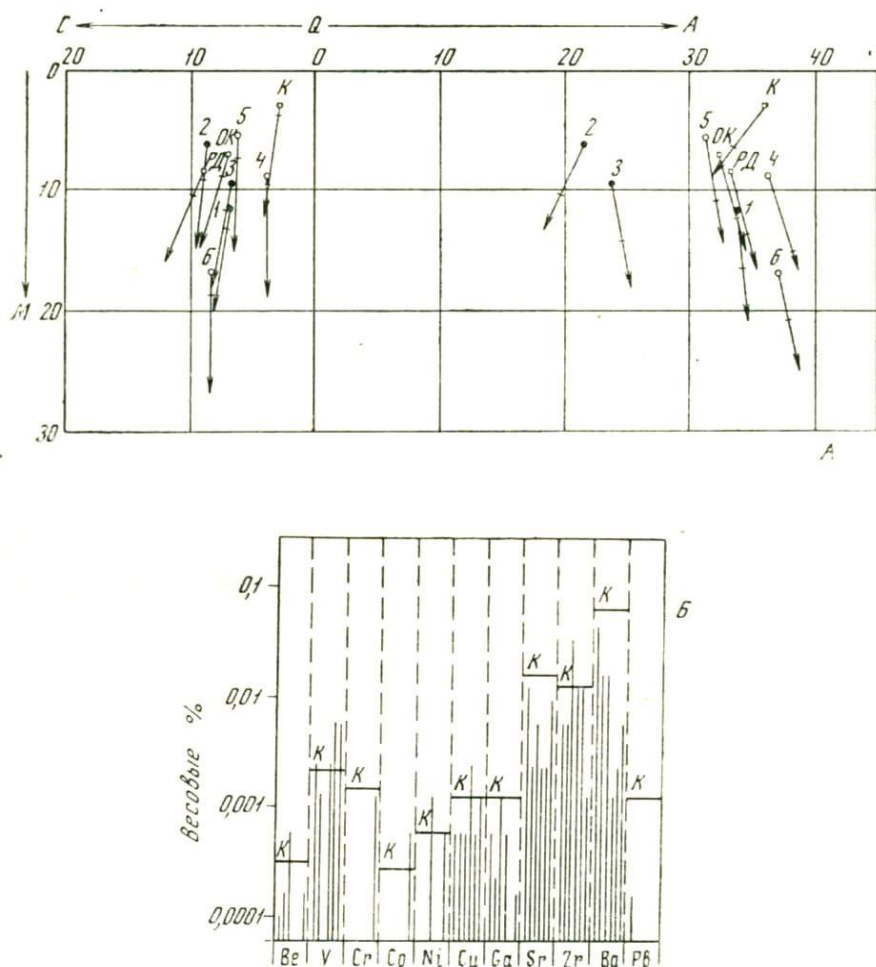 С Q А
20 10 0 10 20 30 40
0
К
5
2 ОК
РД
3 4
10
1
6
М 20
30
2
3
К
5 ОК
РД 4
1
6
А
0,1
0,01
0,001
0,0001
Весовые %
Б
К К К К К К К К К К К
Be V Cr Co Ni Cu Ga Sr Zr Ba Pb